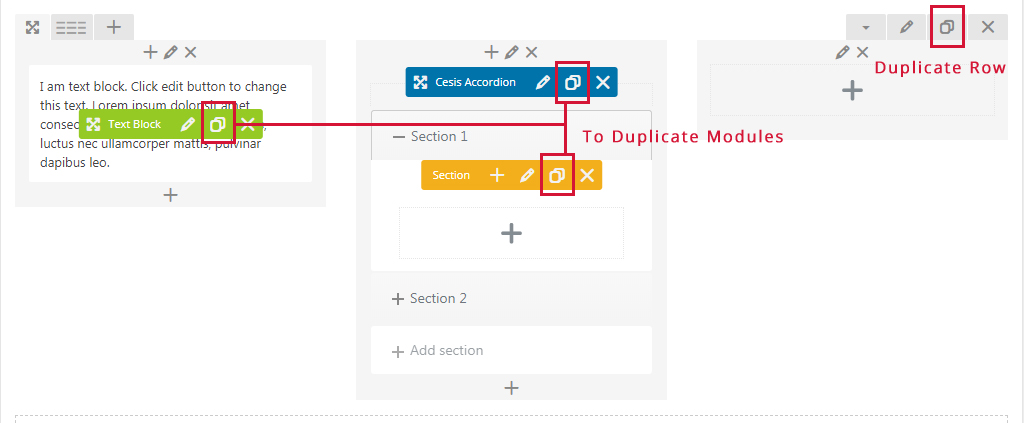 Duplicate Row
Cesis Accordion
I am text block. Click edit button to change
this text. Lorem ipsum dolor sit amet
Text Block
luctus nec ullamcorper mattis, pulvinar
dapibus leo.
Section 1
To Duplicate Modules
Section
Section 2
Add section